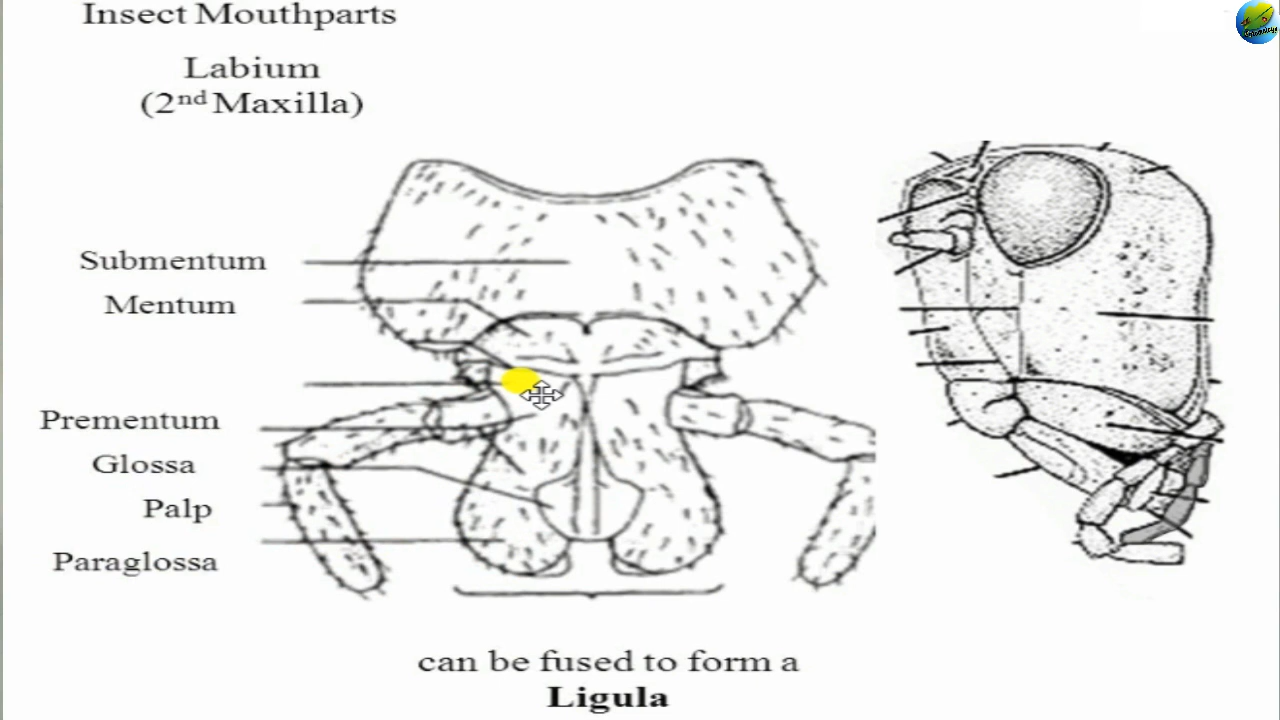 Insect Mouthparts
Labium
(2nd Maxilla)
Submentum
Mentum
Prementum
Glossa
Palp
Paraglossa
can be fused to form a
Ligula